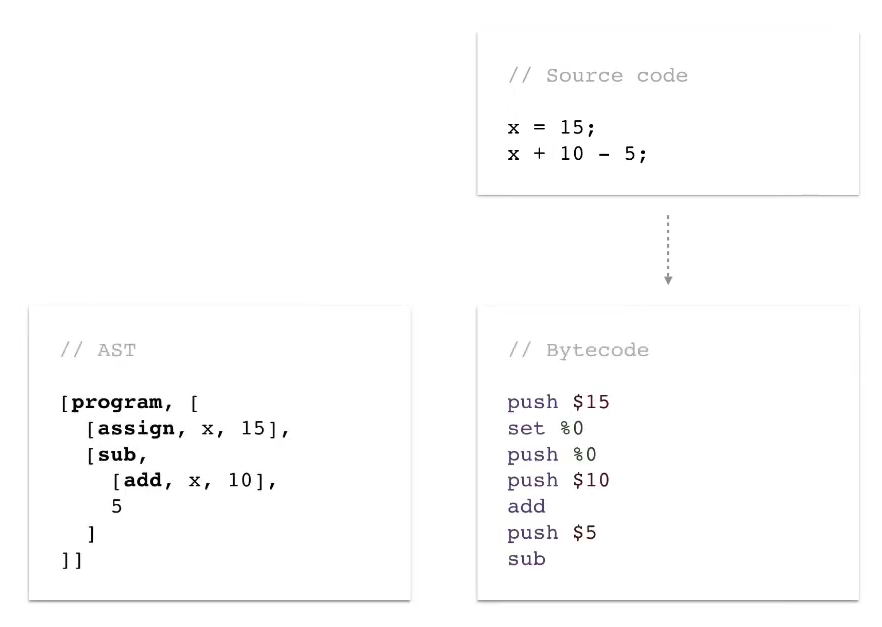 // Source code
x = 15;
x + 10 - 5;
// AST
[program, [
  [assign, x, 15],
  [sub,
    [add, x, 10],
    5
  ]
]]
// Bytecode
push $15
set %0
push %0
push $10
add
push $5
sub